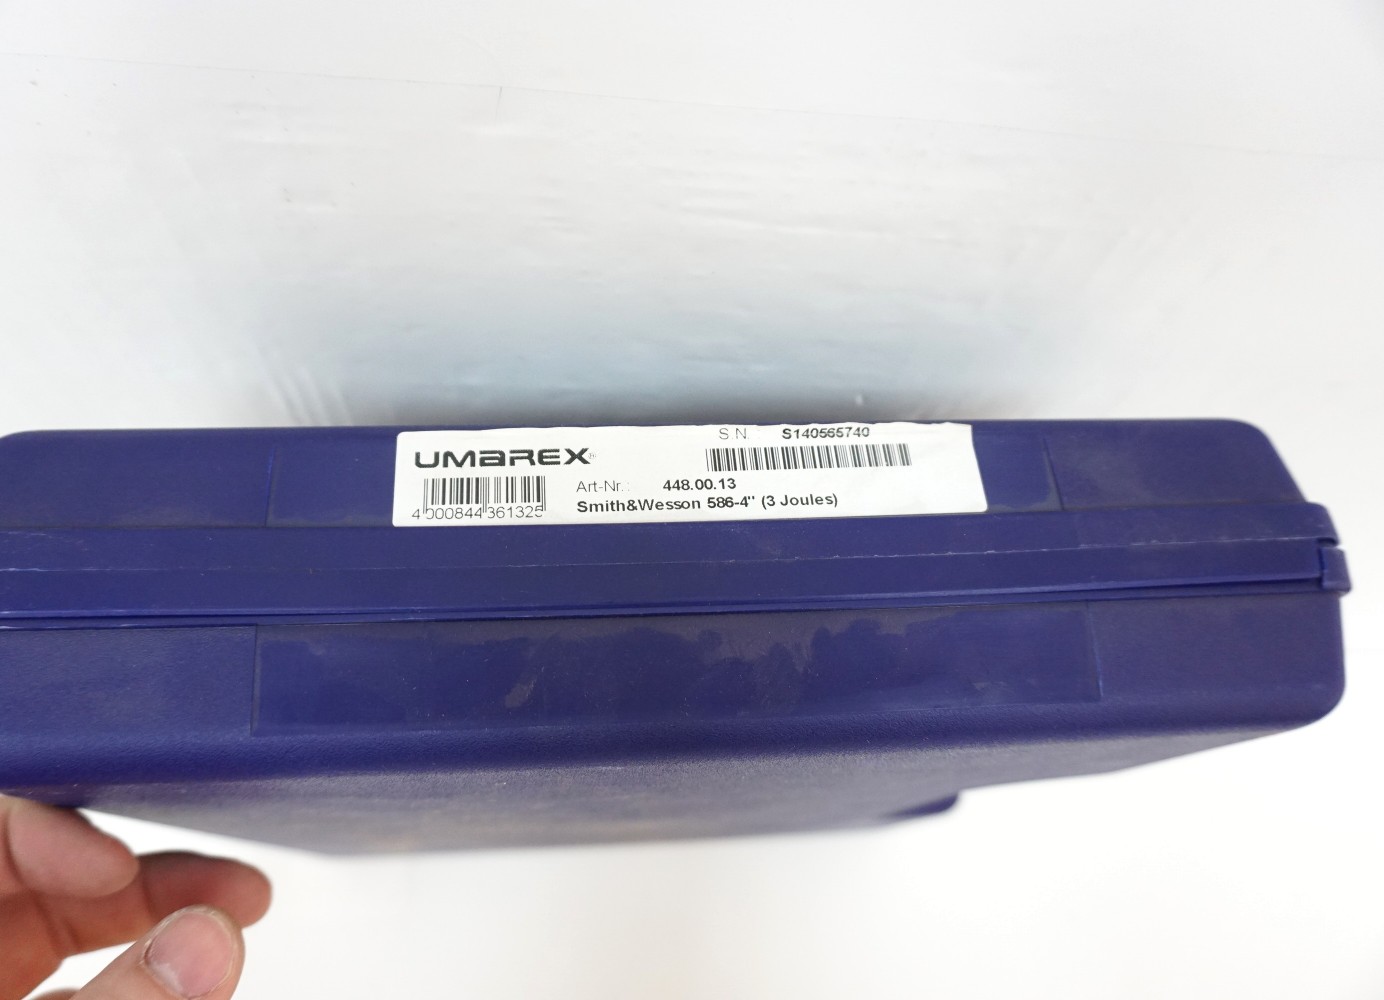 UMAREX®
S.N. S140565740
Art-Nr.: 448.00.13
Smith&Wesson 586-4" (3 Joules)
4 000844 361325